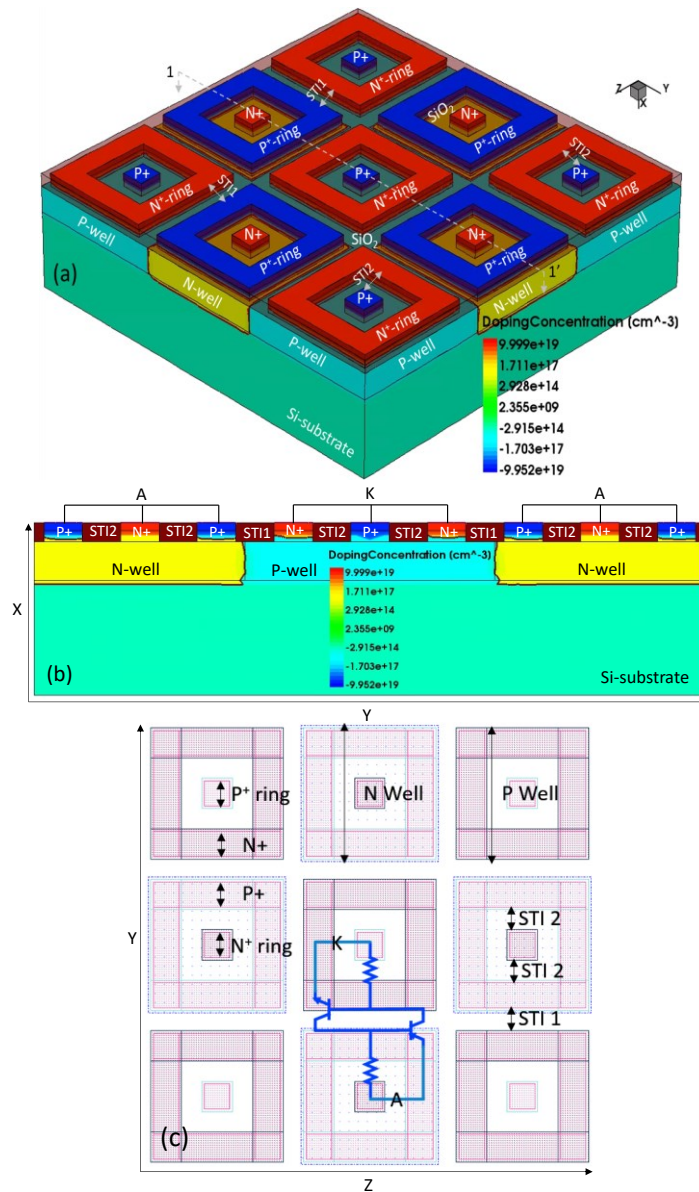 P+
N⁺-ring
1
STI1
N+
SiO₂
N+
P⁺-ring
P⁺-ring
Z
Y
X
P+
P+
STI2
P+
N⁺-ring
STI1
N⁺-ring
N⁺-ring
P-well
N+
SiO₂
N+
P-well
P⁺-ring
P⁺-ring
N-well
STI2
1'
(a)
P+
N-well
P-well
N⁺-ring
P-well
DopingConcentration (cm^-3)
9.999e+19
1.711e+17
2.928e+14
2.355e+09
-2.915e+14
-1.703e+17
-9.952e+19
Si-substrate
A K A
P+ STI2 N+ STI2 P+ STI1 N+ STI2 P+ STI2 N+ STI1 P+ STI2 N+ STI2 P+
N-well P-well N-well
DopingConcentration (cm^-3)
9.999e+19
1.711e+17
2.928e+14
2.355e+09
-2.915e+14
-1.703e+17
-9.952e+19
X
(b)
Si-substrate
Y
P⁺ ring N Well P Well
N+
P+
STI 2
Y
N⁺ ring K
STI 2
STI 1
A
(c)
Z